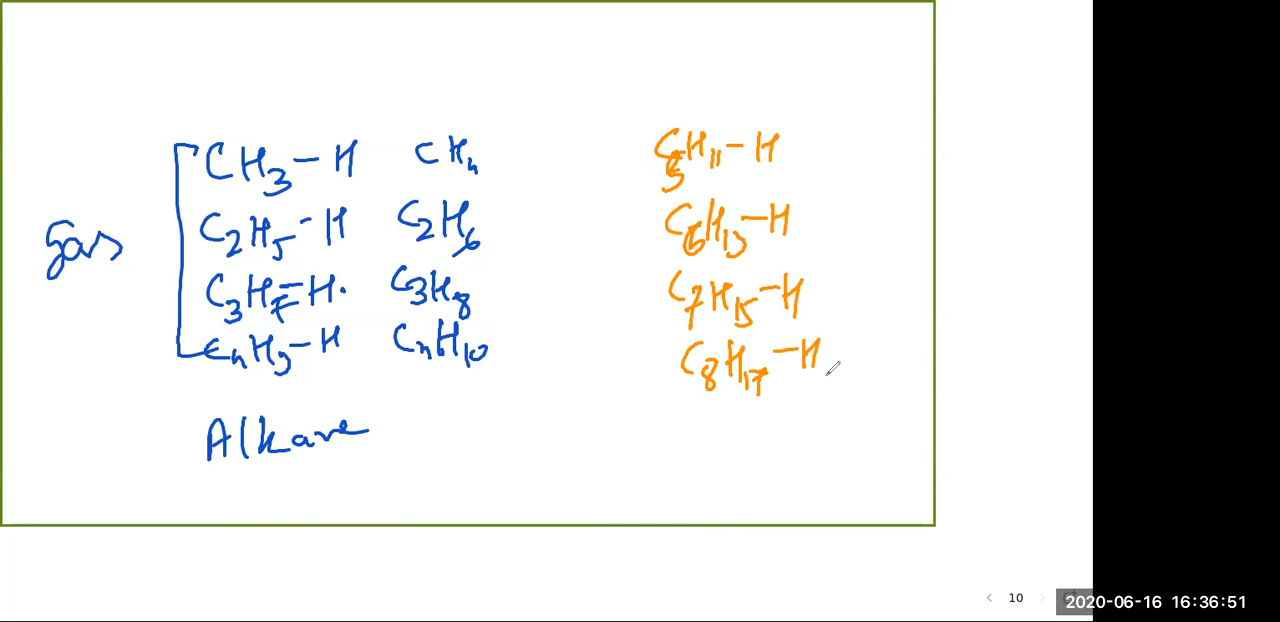 CH₃-H CH₄
C₂H₅-H C₂H₆
Gas
C₃H₇-H. C₃H₈
C₄H₉-H C₄H₁₀
Alkane
C₅H₁₁-H
C₆H₁₃-H
C₇H₁₅-H
C₈H₁₇-H
10
2020-06-16 16:36:51